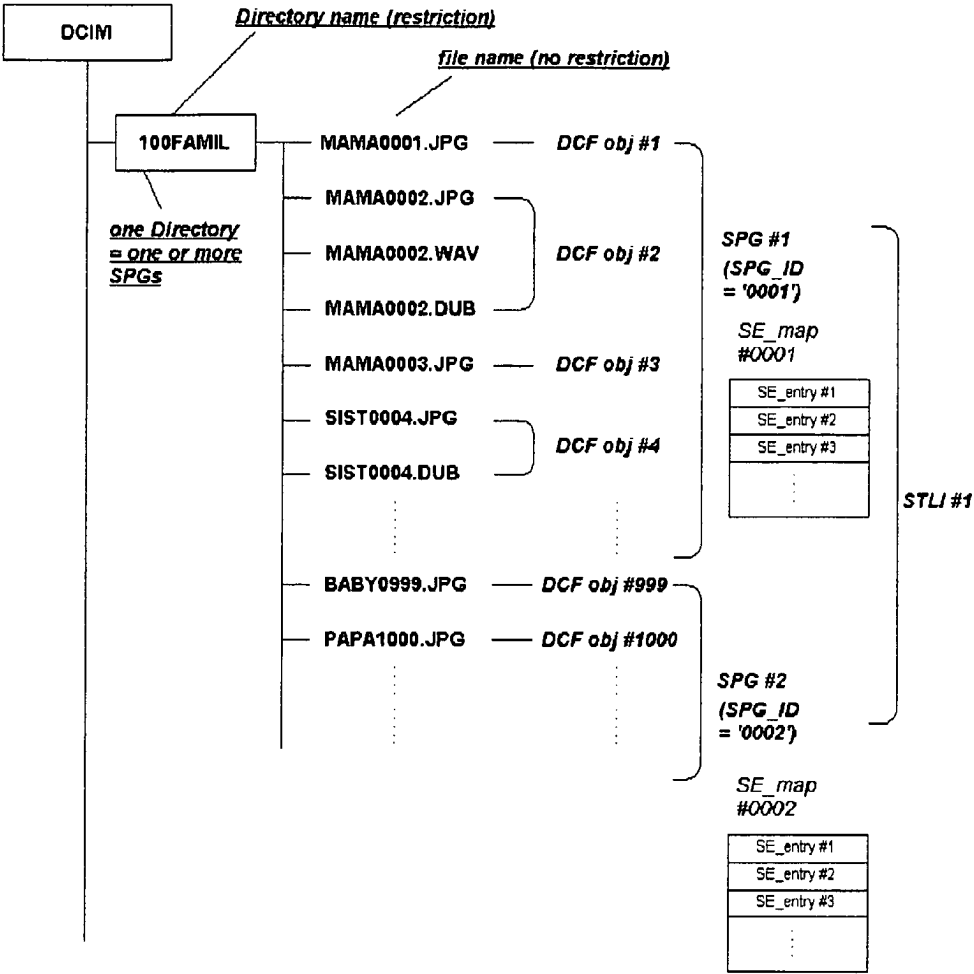 DCIM
Directory name (restriction)
file name (no restriction)
100FAMIL
one Directory
= one or more
SPGs
MAMA0001.JPG
DCF obj #1
MAMA0002.JPG
MAMA0002.WAV
DCF obj #2
MAMA0002.DUB
MAMA0003.JPG
DCF obj #3
SIST0004.JPG
DCF obj #4
SIST0004.DUB
SPG #1
(SPG_ID
= '0001')
SE_map
#0001
SE_entry #1
SE_entry #2
SE_entry #3
STLI #1
BABY0999.JPG
DCF obj #999
PAPA1000.JPG
DCF obj #1000
SPG #2
(SPG_ID
= '0002')
SE_map
#0002
SE_entry #1
SE_entry #2
SE_entry #3